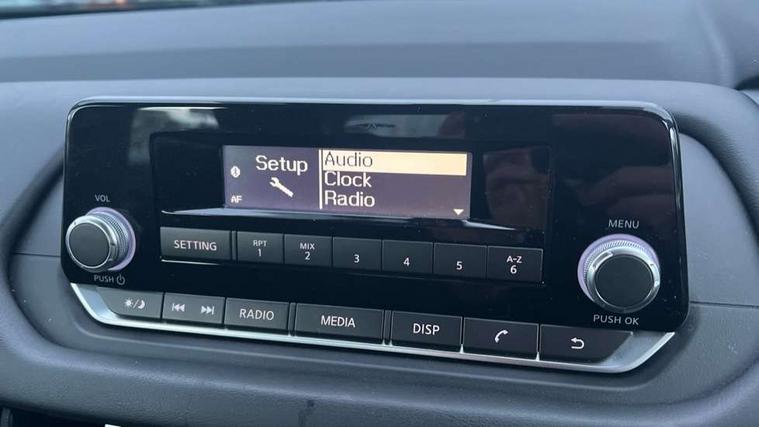 Setup
Audio
Clock
Radio
AF
VOL
PUSH
MENU
PUSH OK
SETTING
RPT
1
MIX
2
3
4
5
A-Z
6
RADIO
MEDIA
DISP